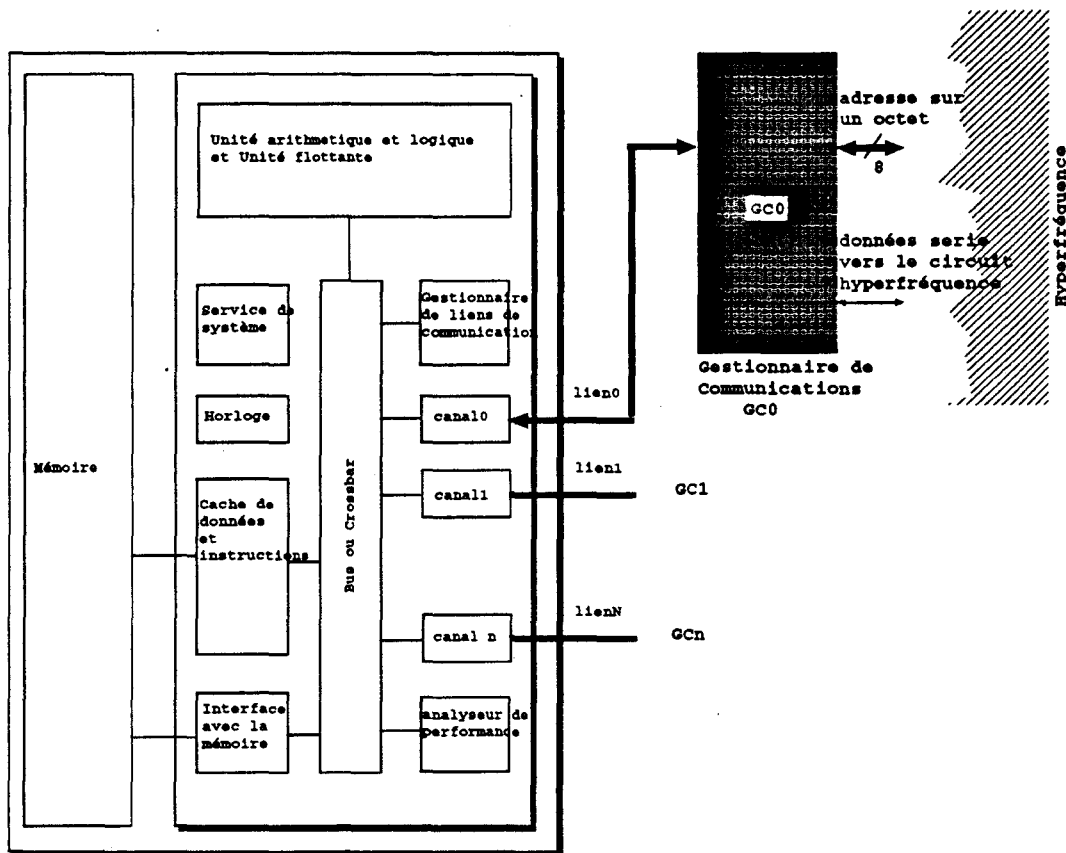 Unité arithmetique et logique
et Unité flottante
Service de
système
Horloge
Mémoire
Cache de
données
et
instructions
Interface
avec la
mémoire
Bus ou Crossbar
Gestionnaire
de liens de
communication
canal0
canal1
canal n
analyseur de
performance
lien0
lien1
lienN
GC1
GCn
GC0
Gestionnaire de
Communications
GC0
adresse sur
un octet
8
données serie
vers le circuit
hyperfréquence
Hyperfréquence